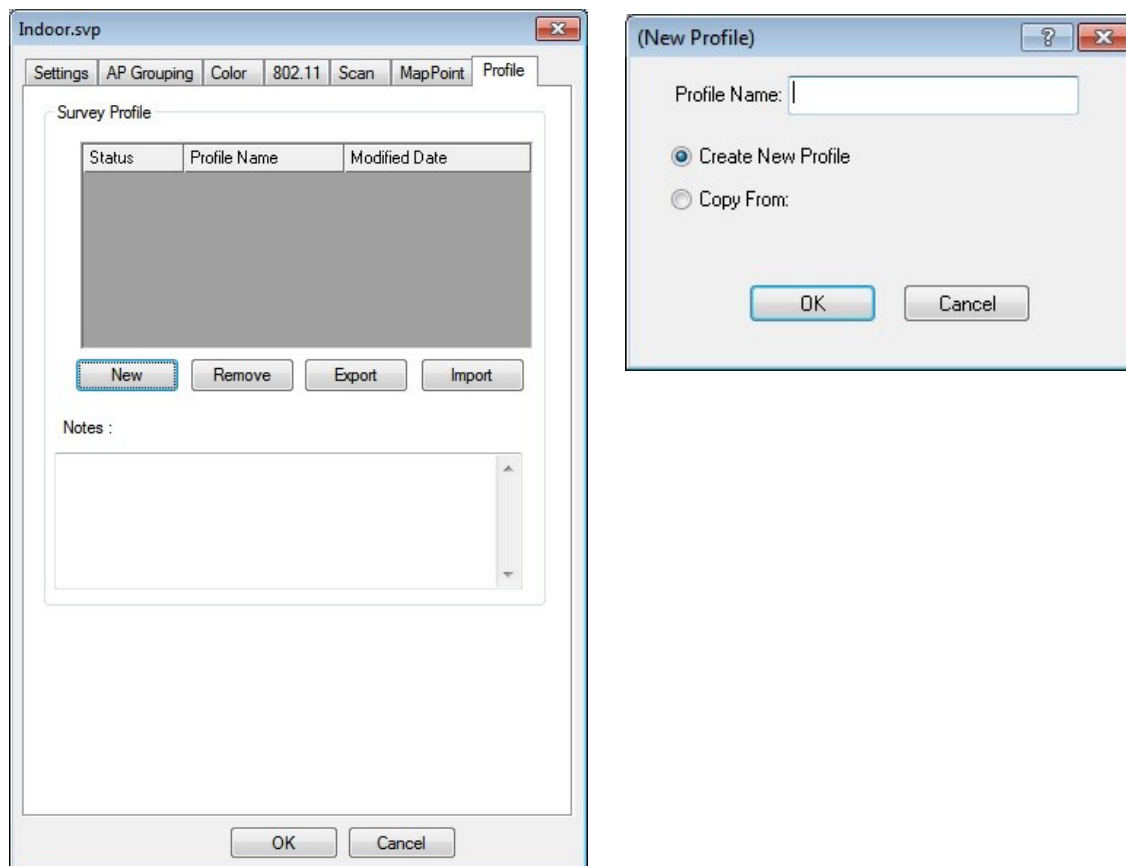 Indoor.svp
Settings AP Grouping Color 802.11 Scan MapPoint Profile
Survey Profile
Status Profile Name Modified Date
New Remove Export Import
Notes :
OK Cancel
(New Profile)
Profile Name:
Create New Profile
Copy From:
OK Cancel